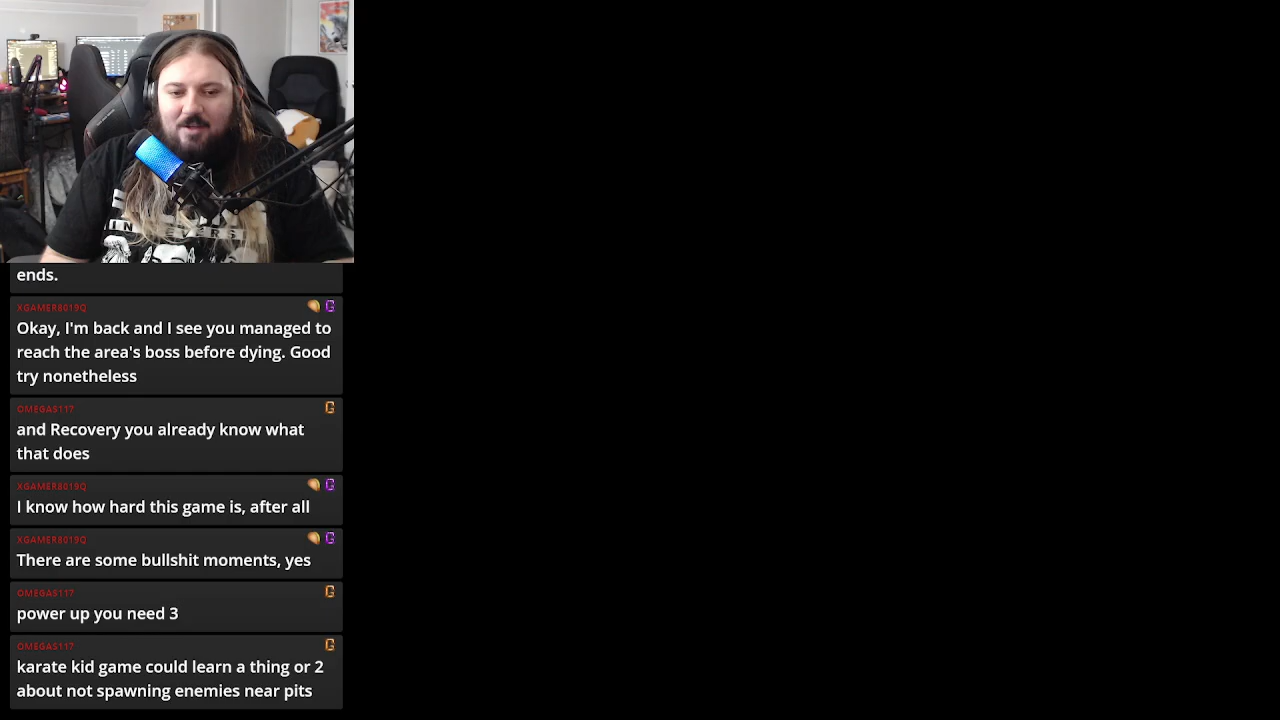 ends.
XGAMER8019Q
Okay, I'm back and I see you managed to
reach the area's boss before dying. Good
try nonetheless
OMEGAS117
and Recovery you already know what
that does
XGAMER8019Q
I know how hard this game is, after all
XGAMER8019Q
There are some bullshit moments, yes
OMEGAS117
power up you need 3
OMEGAS117
karate kid game could learn a thing or 2
about not spawning enemies near pits